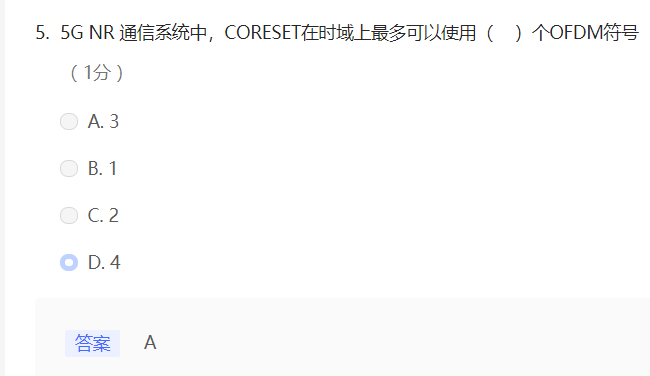 5. 5G NR 通信系统中，CORESET在时域上最多可以使用（ ）个OFDM符号
（1分）
A. 3
B. 1
C. 2
D. 4
答案 A